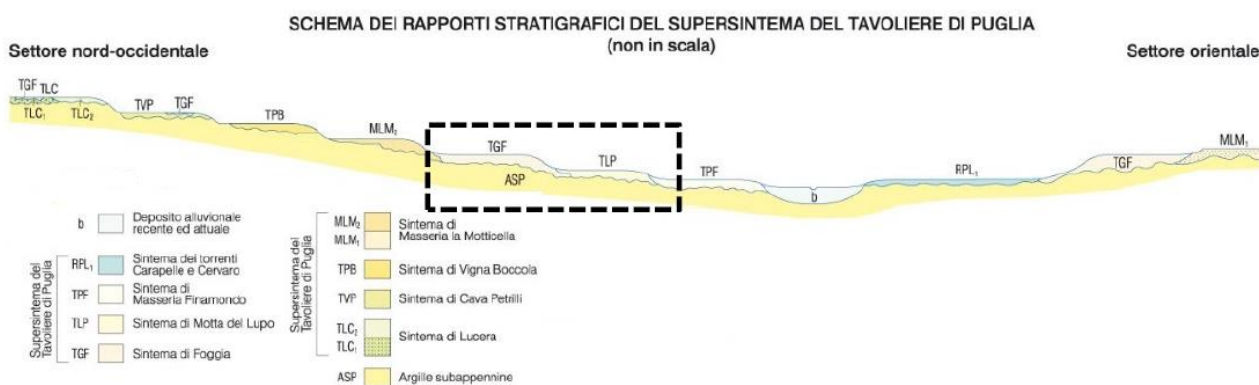 SCHEMA DEI RAPPORTI STRATIGRAFICI DEL SUPERSINTEMA DEL TAVOLIERE DI PUGLIA
(non in scala)
Settore nord-occidentale
Settore orientale
TGF TLC
TLC₁ TLC₂
TVP
TGF
TPB
MLM₂
TGF
ASP
TLP
TPF
b
RPL₁
TGF
MLM₁
b Deposito alluvionale
recente ed attuale
Supersintema del
Tavoliere di Puglia
RPL₁ Sintema dei torrenti
Carapelle e Cervaro
TPF Sintema di
Masseria Finamondo
TLP Sintema di Motta del Lupo
TGF Sintema di Foggia
Supersintema del
Tavoliere di Puglia
MLM₂ Sintema di
MLM₁ Masseria la Motticella
TPB Sintema di Vigna Boccola
TVP Sintema di Cava Petrilli
TLC₂
TLC₁ Sintema di Lucera
ASP Argille subappennine